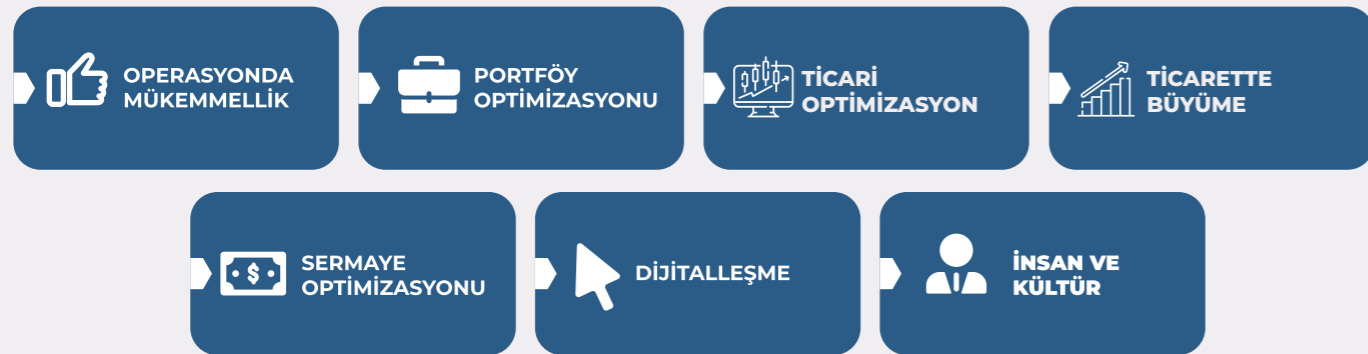 OPERASYONDA
MÜKEMMELLİK
PORTFÖY
OPTİMİZASYONU
TİCARİ
OPTİMİZASYON
TİCARETTE
BÜYÜME
$
SERMAYE
OPTİMİZASYONU
DİJİTALLEŞME
İNSAN VE
KÜLTÜR